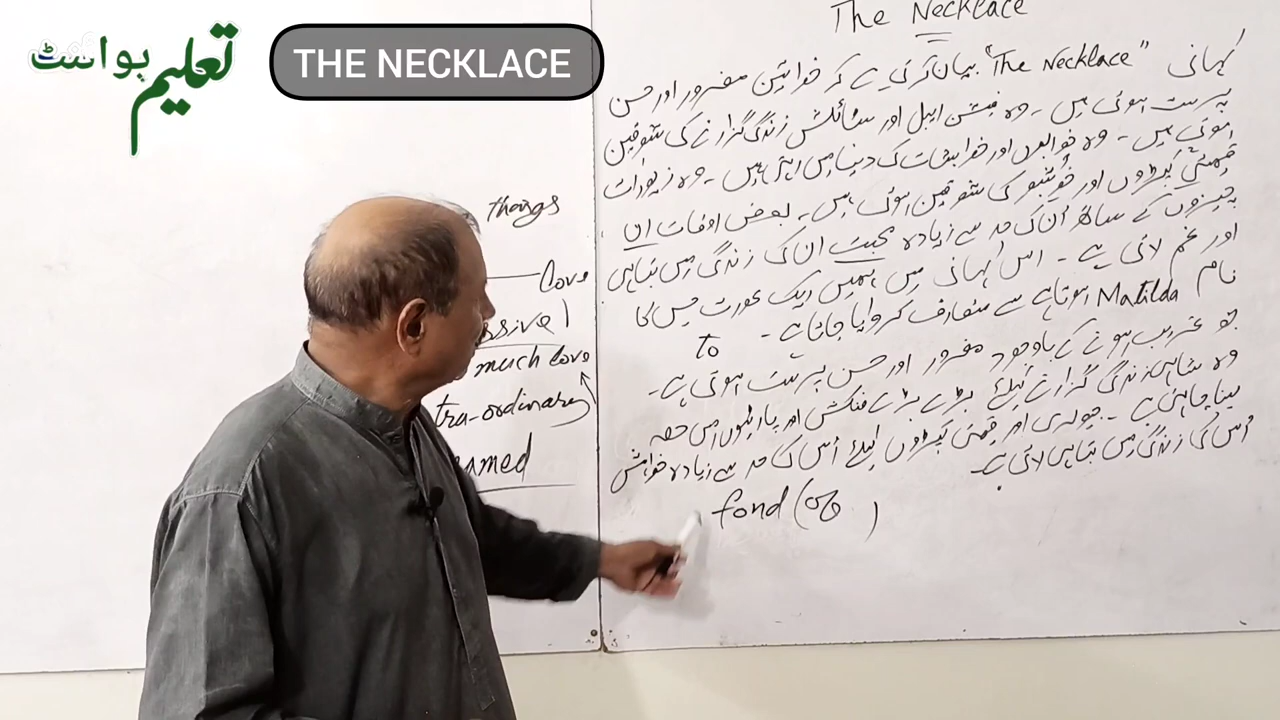 تعلیم پوائنٹ
THE NECKLACE
The Necklace
کہانی "The Necklace" بیان کرتی ہے کہ خواتین مغرور اور حسن
پرست ہوتی ہیں۔ وہ فیشن ایبل اور سٹائلش زندگی گزارنے کی شوقین
ہوتی ہیں۔ وہ خوابوں اور خواہشات کی دنیا میں رہتی ہیں۔ وہ زیورات
قیمتی کپڑوں اور خوشبو کی شوقین ہوتی ہیں۔ بعض اوقات ان
چیزوں کے ساتھ اُن کی حد سے زیادہ محبت ان کی زندگی میں تباہی
اور غم لاتی ہے۔ اس کہانی میں ہمیں ایک عورت جس کا
نام Matilda ہوتا ہے سے متعارف کروایا جاتا ہے۔ to
جو غریب ہونے کے باوجود مغرور اور حسن پرست ہوتی ہے۔
وہ شاہی زندگی گزارنے کیلئے بڑے بڑے فنکشن اور پارٹیوں میں حصہ
لینا چاہتی ہے۔ جیولری اور قیمتی کپڑوں کیلئے اُس کی حد سے زیادہ خواہش
اُس کی زندگی میں تباہی لاتی ہے۔
fond (of )
things
love
ssive
much love
tra-ordinary
amed